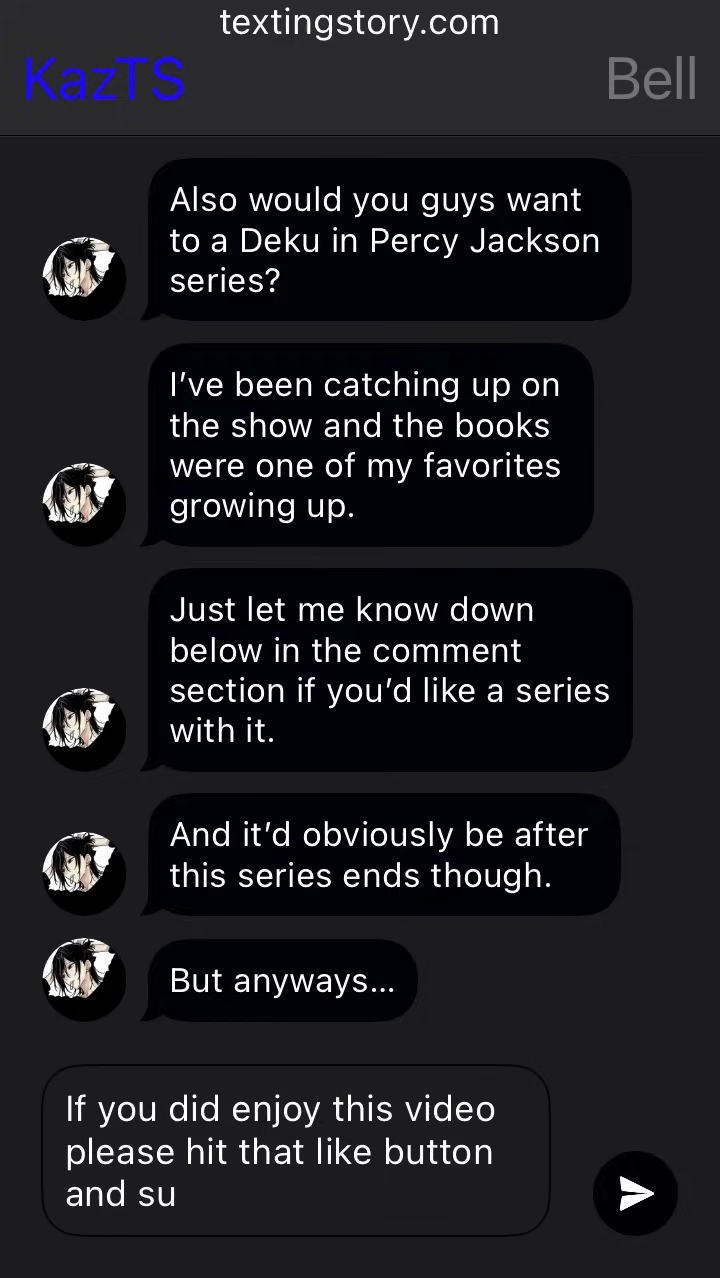 textingstory.com
KazTS
Bell
Also would you guys want
to a Deku in Percy Jackson
series?
I’ve been catching up on
the show and the books
were one of my favorites
growing up.
Just let me know down
below in the comment
section if you’d like a series
with it.
And it’d obviously be after
this series ends though.
But anyways...
If you did enjoy this video
please hit that like button
and su